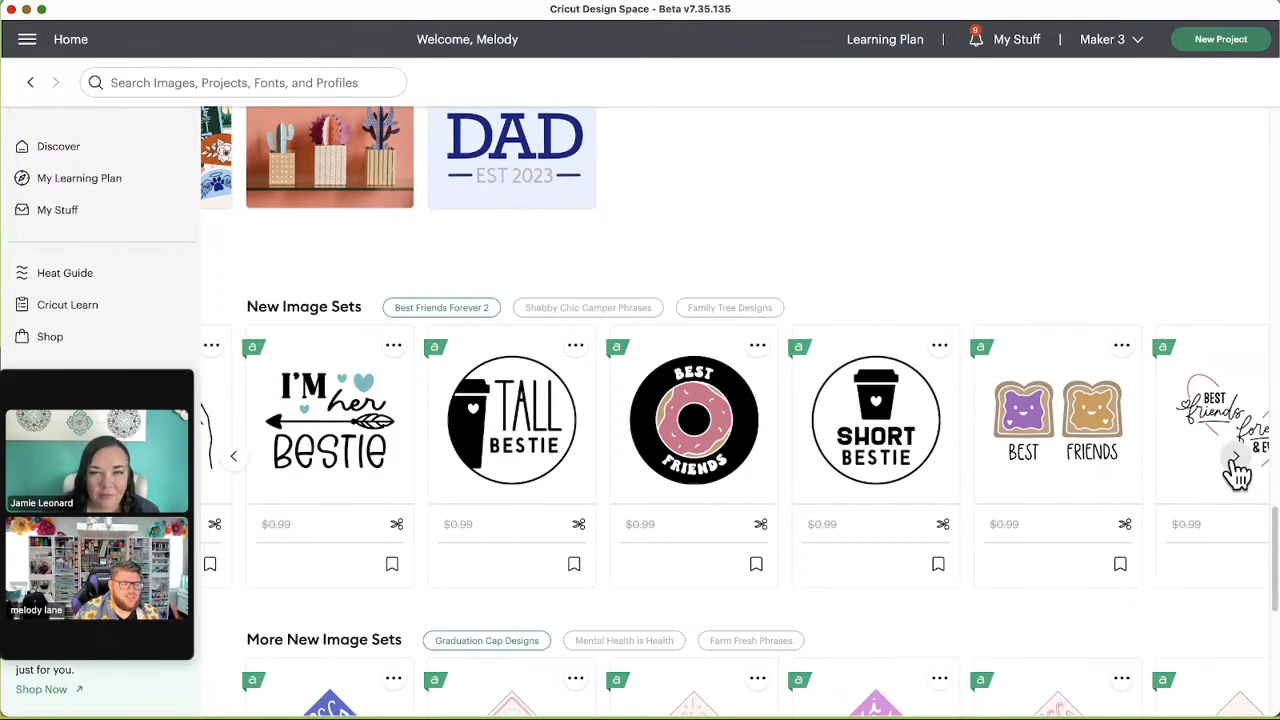 Cricut Design Space - Beta v7.35.135
Home
Welcome, Melody
Learning Plan | 9 My Stuff | Maker 3
New Project
Search Images, Projects, Fonts, and Profiles
Discover
My Learning Plan
My Stuff
Heat Guide
Cricut Learn
Shop
DAD
EST 2023
New Image Sets
Best Friends Forever 2
Shabby Chic Camper Phrases
Family Tree Designs
a a a a a a
I'M her BESTIE
TALL BESTIE
BEST FRIENDS
SHORT BESTIE
BEST FRIENDS
BEST friends
& E
$0.99 $0.99 $0.99 $0.99 $0.99 $0.99
Jamie Leonard
melody lane
just for you.
Shop Now
More New Image Sets
Graduation Cap Designs
Mental Health is Health
Farm Fresh Phrases
a a a a a a